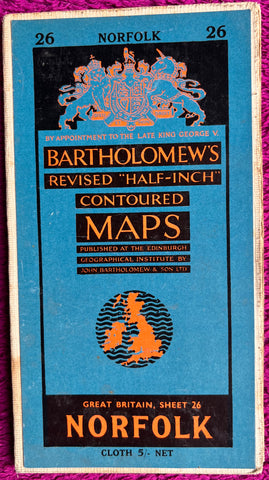 26 NORFOLK 26
BY APPOINTMENT TO THE LATE KING GEORGE V.
BARTHOLOMEW'S
REVISED "HALF-INCH"
CONTOURED
MAPS
PUBLISHED AT THE EDINBURGH
GEOGRAPHICAL INSTITUTE BY
JOHN BARTHOLOMEW & SON LTD
GREAT BRITAIN, SHEET 26
NORFOLK
CLOTH 5/- NET